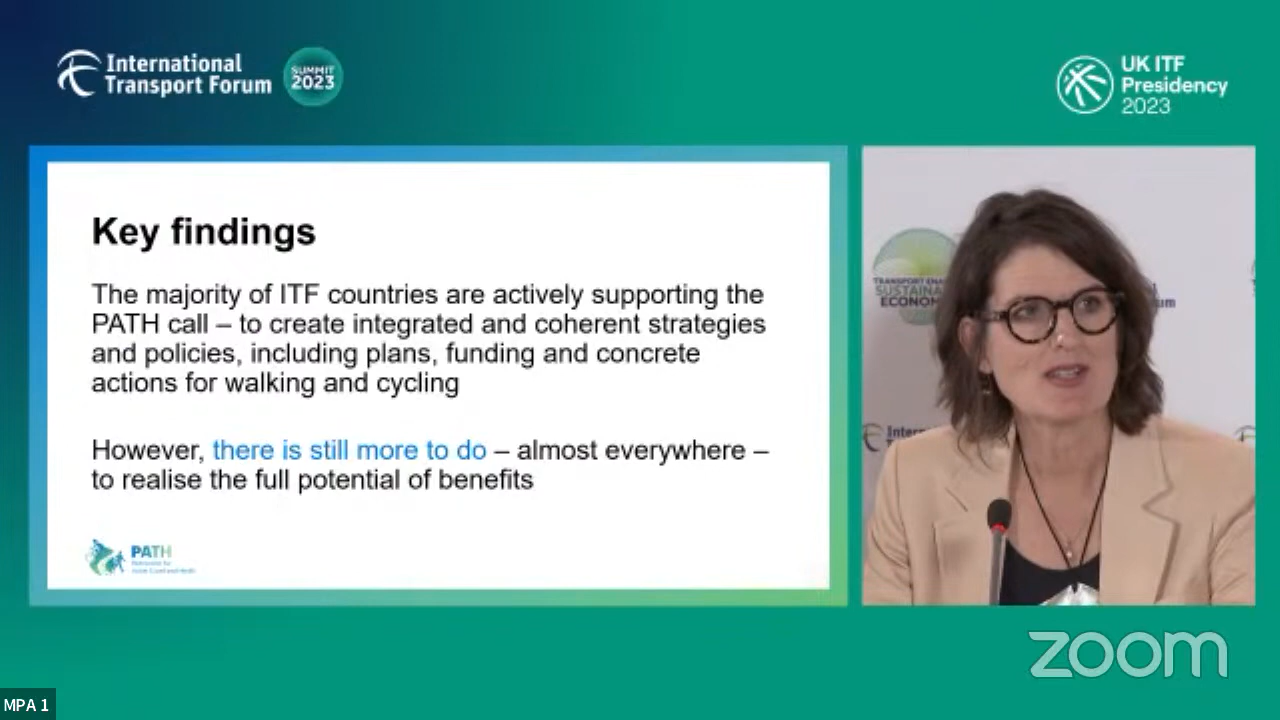 International
Transport Forum
SUMMIT
2023
UK ITF
Presidency
2023
Key findings
The majority of ITF countries are actively supporting the
PATH call – to create integrated and coherent strategies
and policies, including plans, funding and concrete
actions for walking and cycling
However, there is still more to do – almost everywhere –
to realise the full potential of benefits
PATH
TRANSPORT
SUSTAINA
ECONOM
zoom
MPA 1